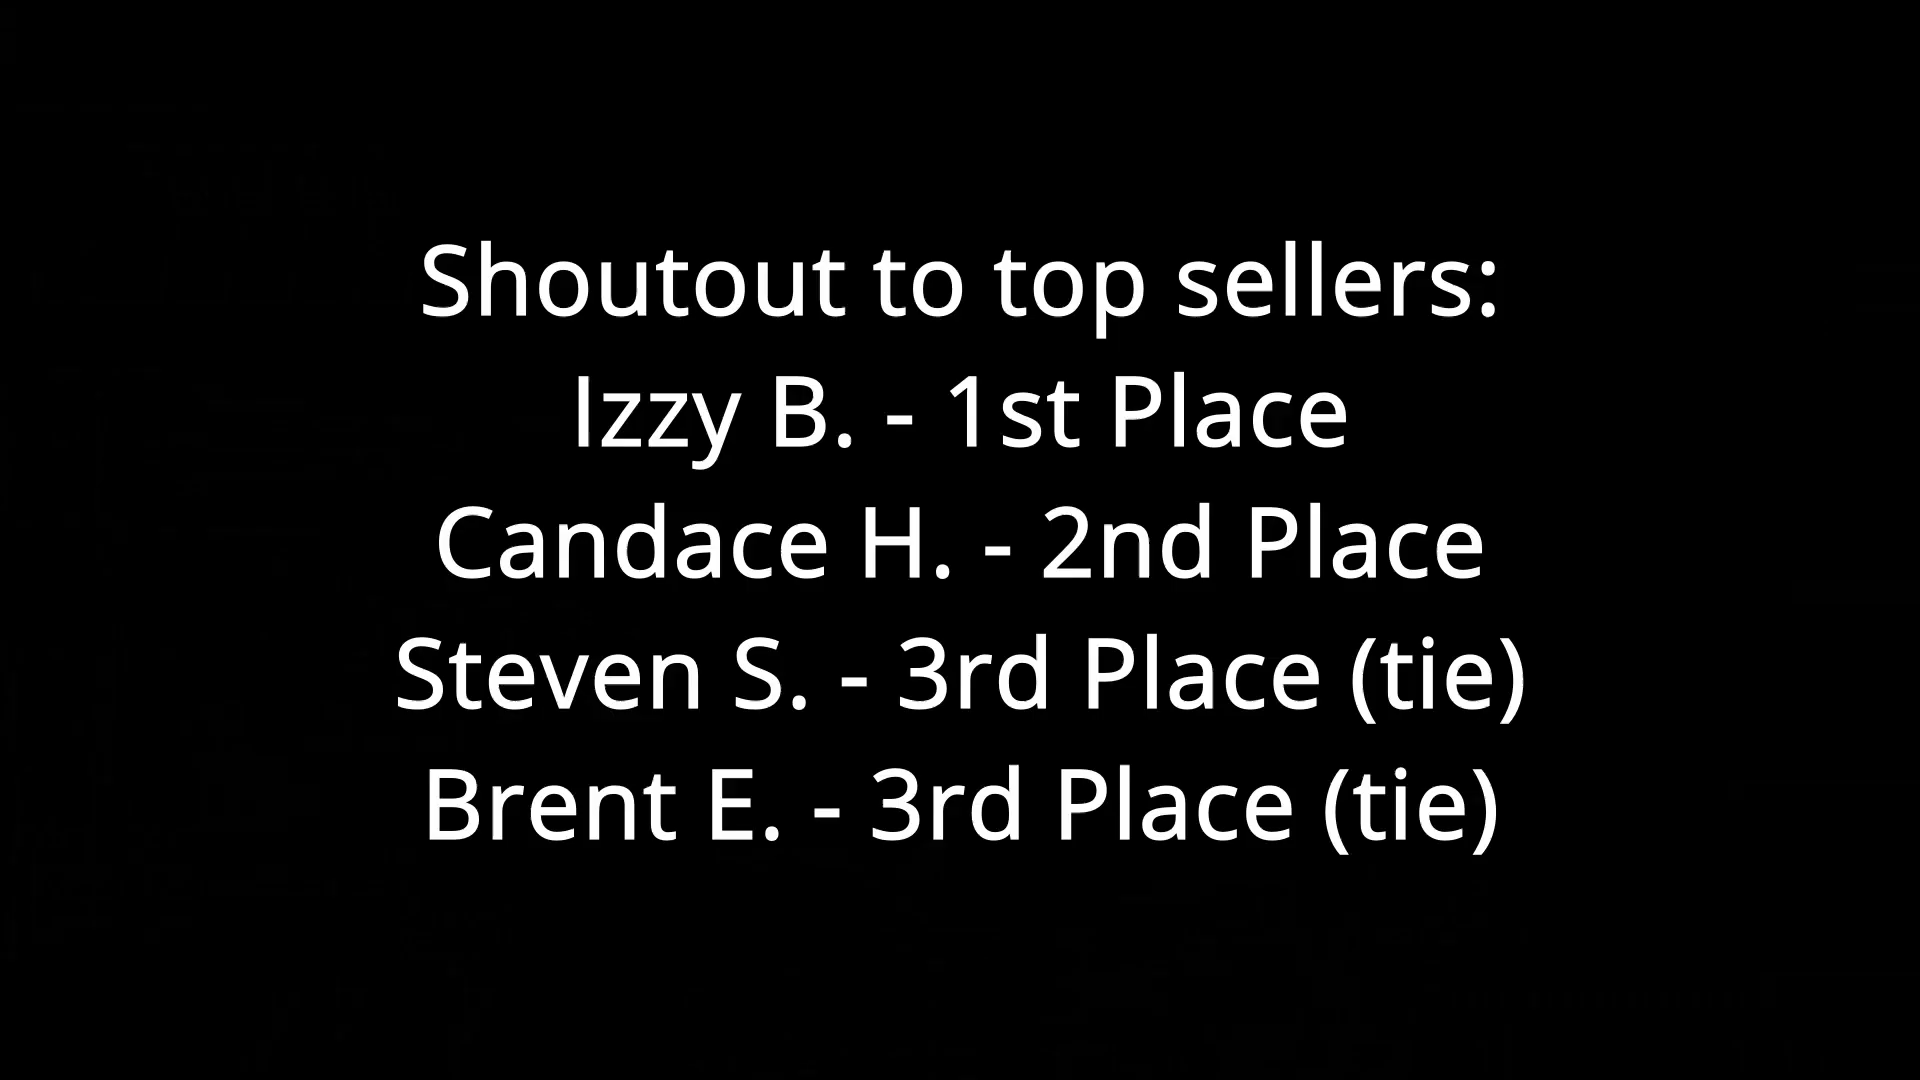 Shoutout to top sellers:
Izzy B. - 1st Place
Candace H. - 2nd Place
Steven S. - 3rd Place (tie)
Brent E. - 3rd Place (tie)